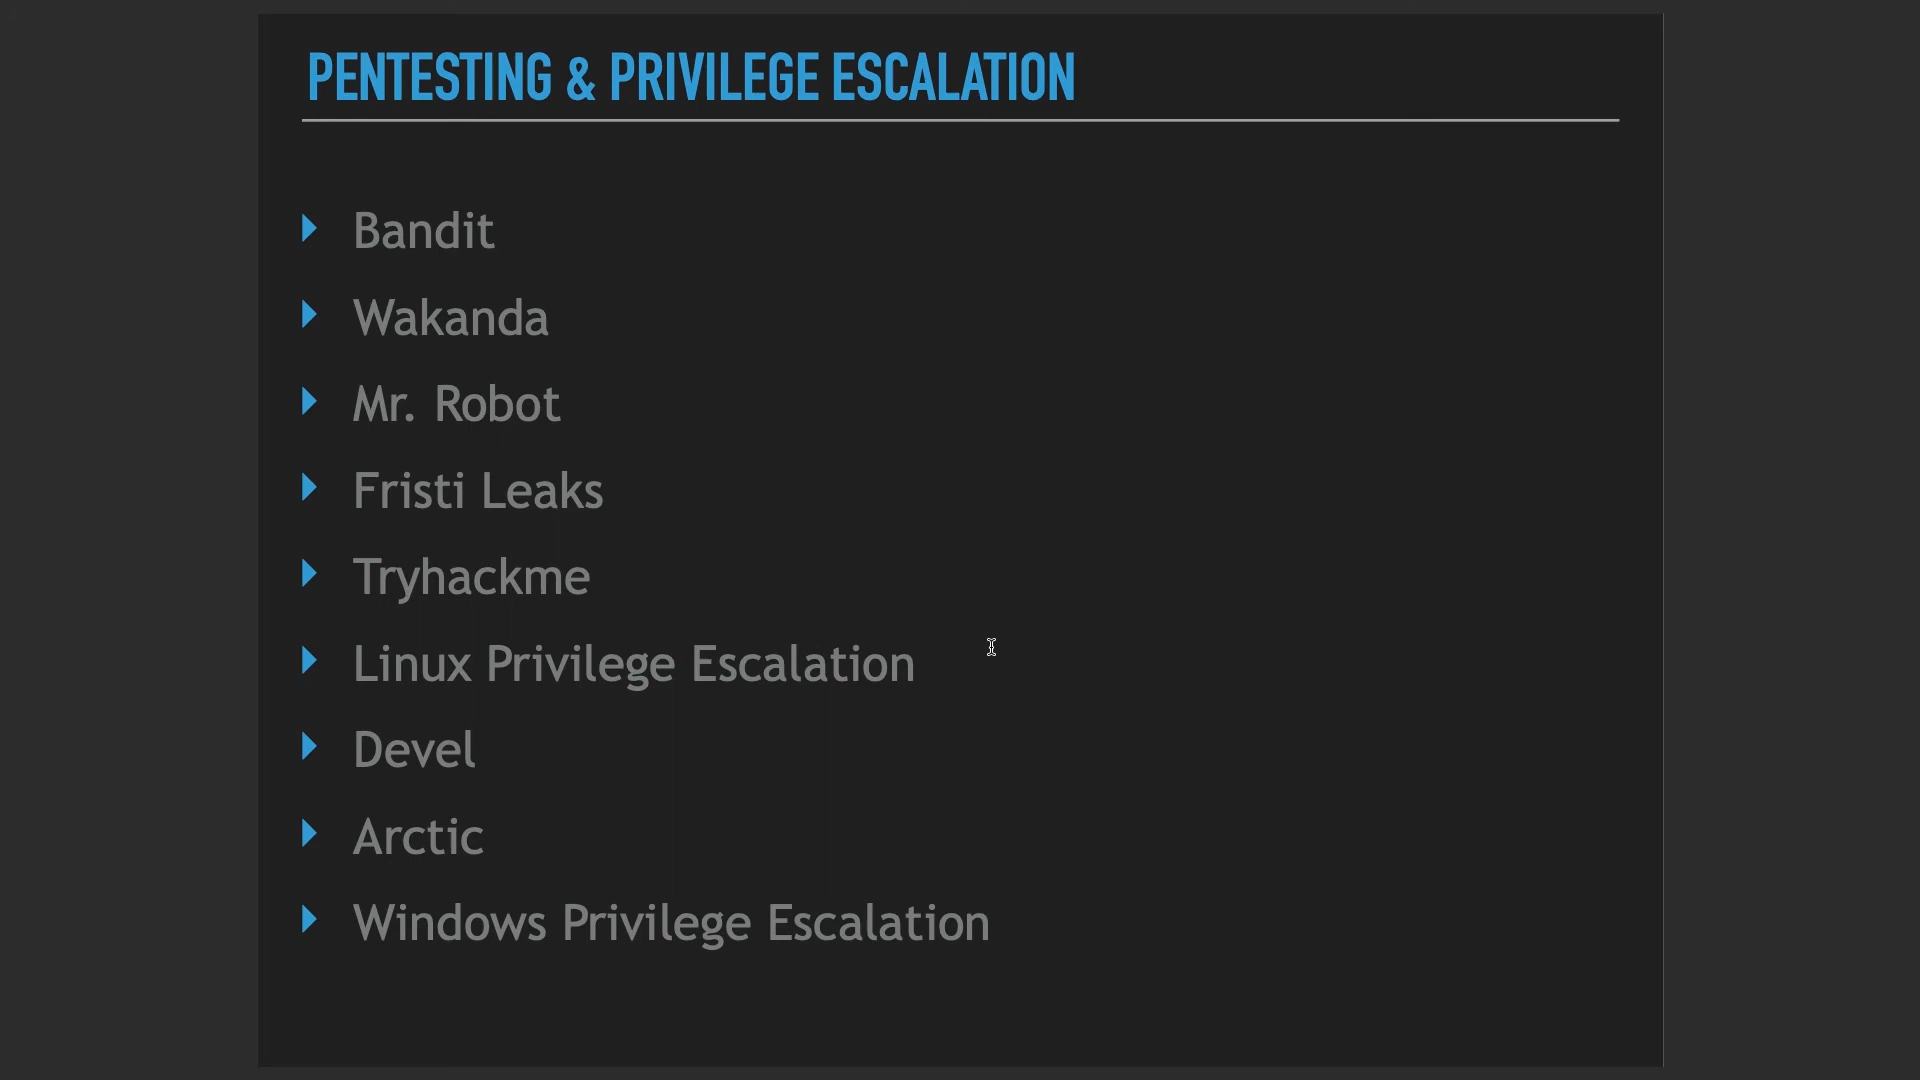 PENTESTING & PRIVILEGE ESCALATION
Bandit
Wakanda
Mr. Robot
Fristi Leaks
Tryhackme
Linux Privilege Escalation
Devel
Arctic
Windows Privilege Escalation